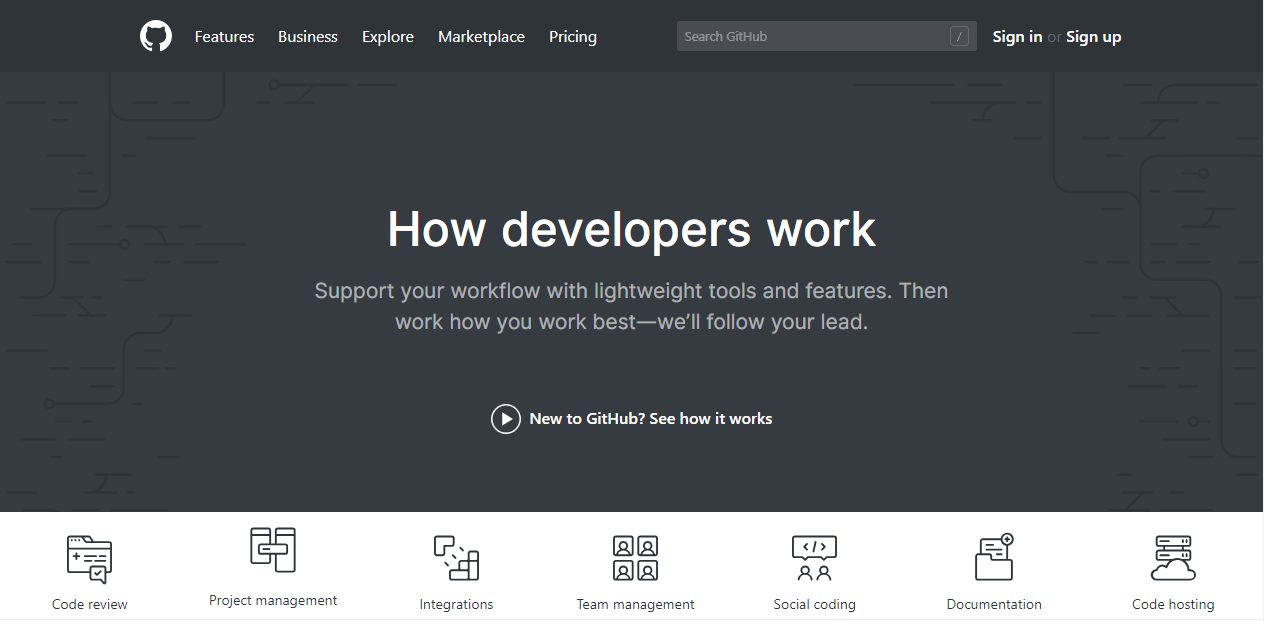 Features Business Explore Marketplace Pricing Search GitHub / Sign in or Sign up
How developers work
Support your workflow with lightweight tools and features. Then
work how you work best—we’ll follow your lead.
New to GitHub? See how it works
Code review Project management Integrations Team management Social coding Documentation Code hosting